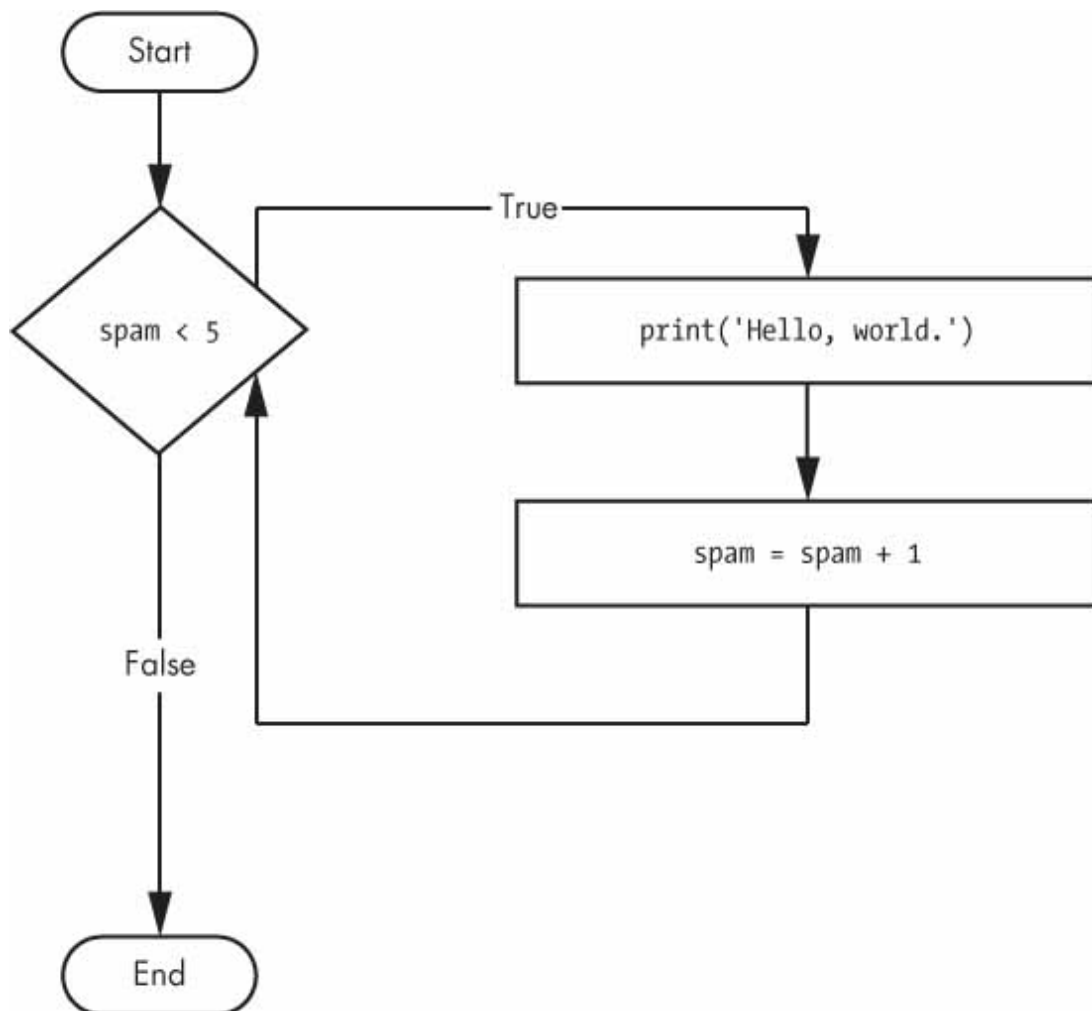 Start
True
spam < 5
print('Hello, world.')
spam = spam + 1
False
End